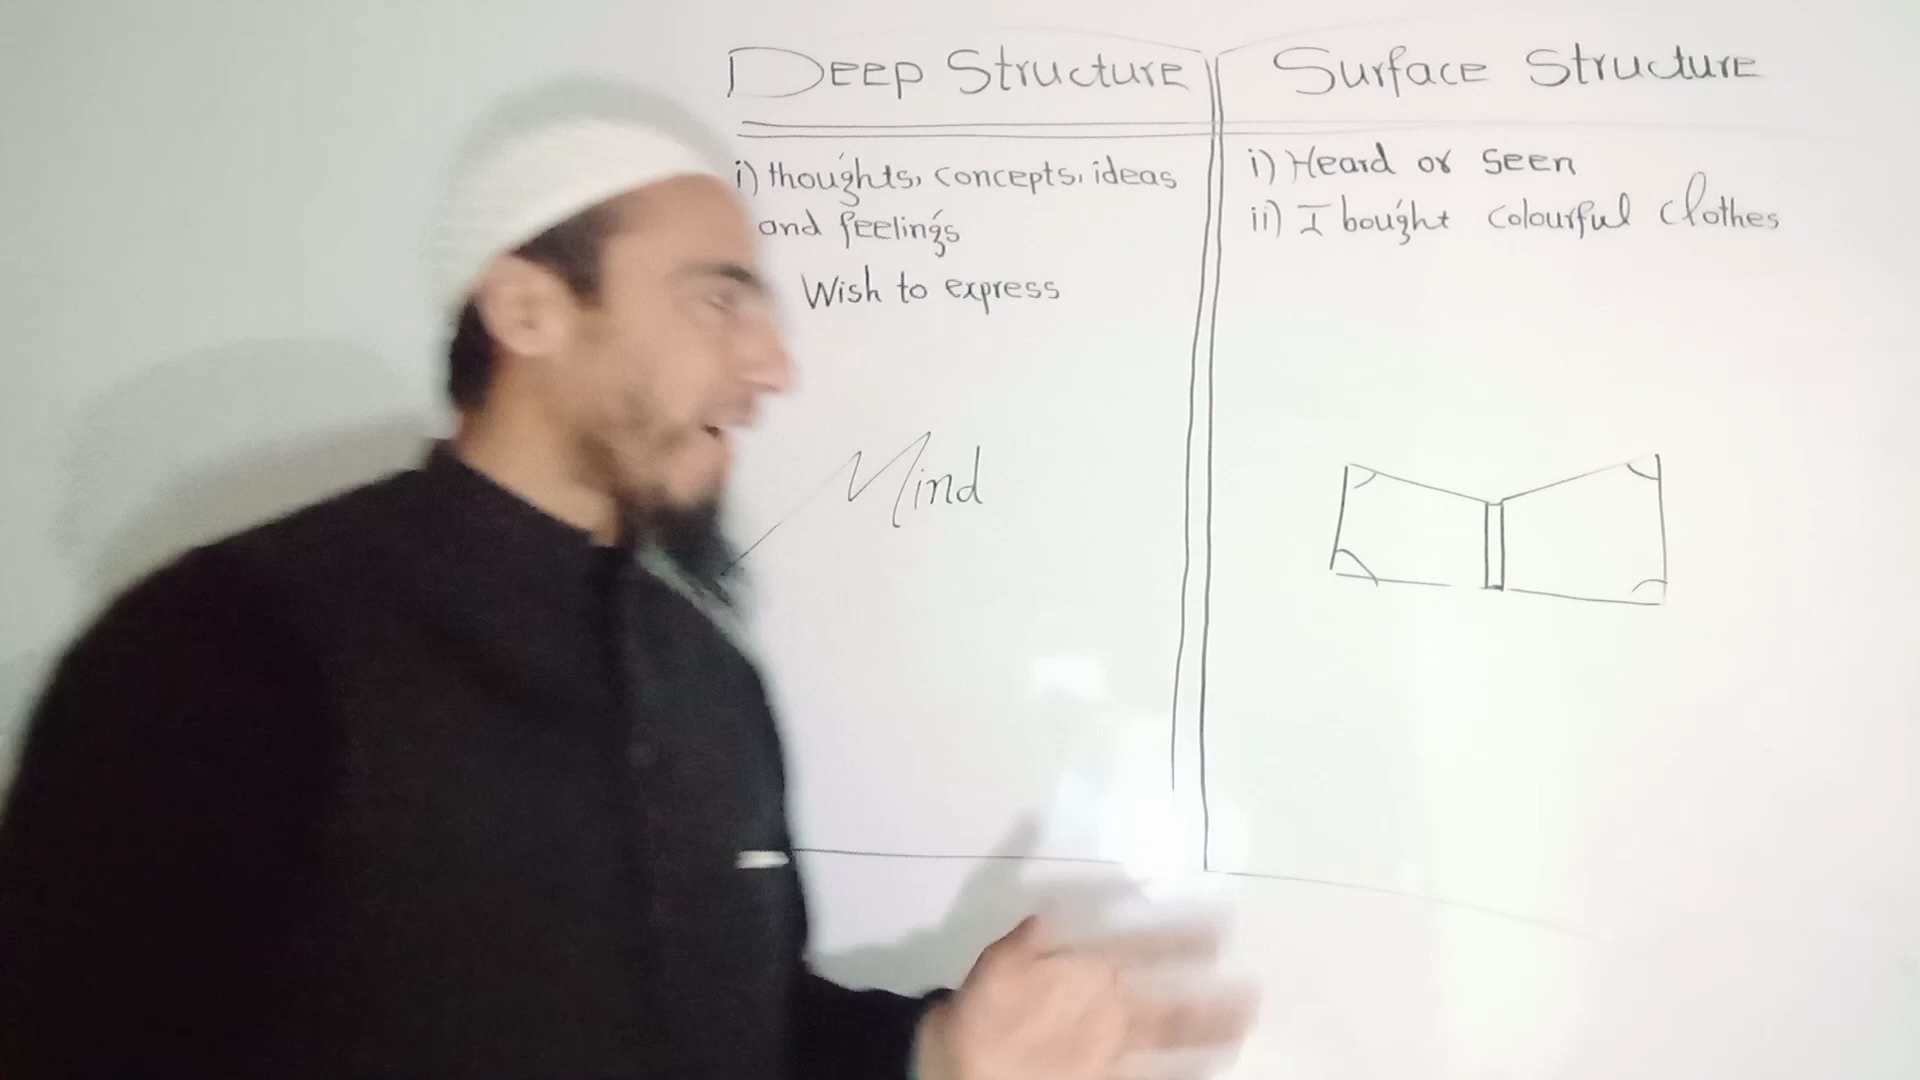 Deep Structure
i) thoughts, concepts, ideas
and feelings
Wish to express
Mind
Surface Structure
i) Heard or Seen
ii) I bought colourful clothes